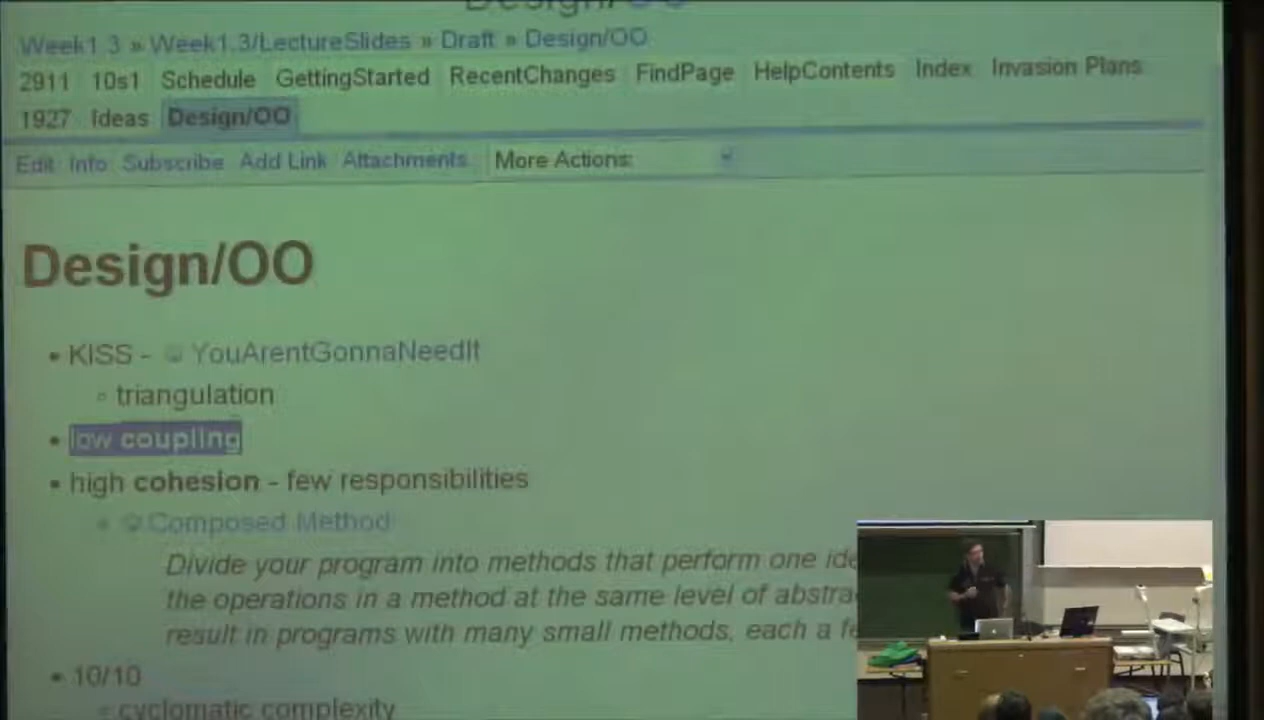 Design/OO
Week1.3 » Week1.3/LectureSlides » Draft » Design/OO
2911 10s1 Schedule GettingStarted RecentChanges FindPage HelpContents Index Invasion Plans
1927 Ideas Design/OO
Edit Info Subscribe Add Link Attachments More Actions:
Design/OO
• KISS - YouArentGonnaNeedIt
◦ triangulation
• low coupling
• high cohesion - few responsibilities
◦ Composed Method
Divide your program into methods that perform one
the operations in a method at the same level of
result in programs with many small methods, each a
• 10/10
◦ cyclomatic complexity